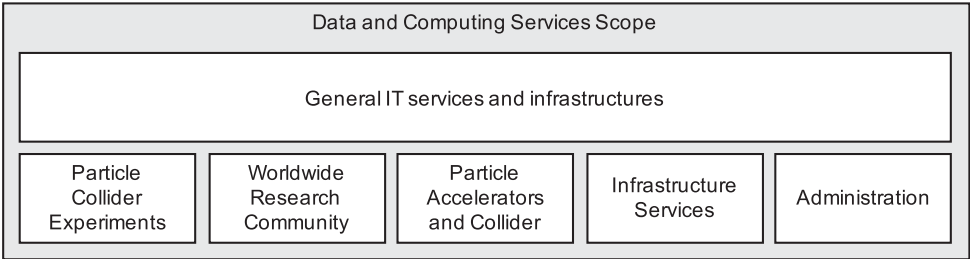 Data and Computing Services Scope
General IT services and infrastructures
Particle
Collider
Experiments
Worldwide
Research
Community
Particle
Accelerators
and Collider
Infrastructure
Services
Administration